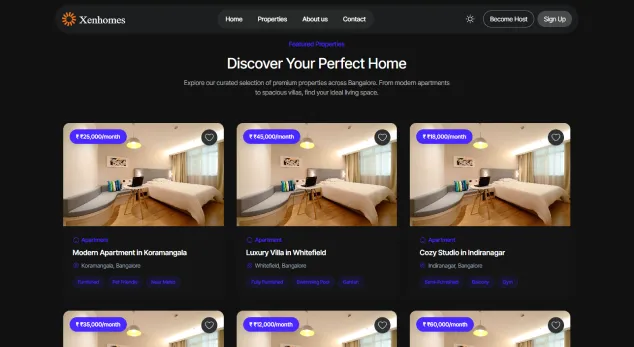 Xenhomes
Home Properties About us Contact
Become Host Sign Up
Featured Properties
Discover Your Perfect Home
Explore our curated selection of premium properties across Bangalore. From modern apartments
to spacious villas, find your ideal living space.
₹ ₹25,000/month
₹ ₹45,000/month
₹ ₹18,000/month
Apartment
Modern Apartment in Koramangala
Koramangala, Bangalore
Furnished Pet Friendly Near Metro
Apartment
Luxury Villa in Whitefield
Whitefield, Bangalore
Fully Furnished Swimming Pool Garden
Apartment
Cozy Studio in Indiranagar
Indiranagar, Bangalore
Semi-furnished Balcony Gym
₹ ₹35,000/month
₹ ₹12,000/month
₹ ₹60,000/month